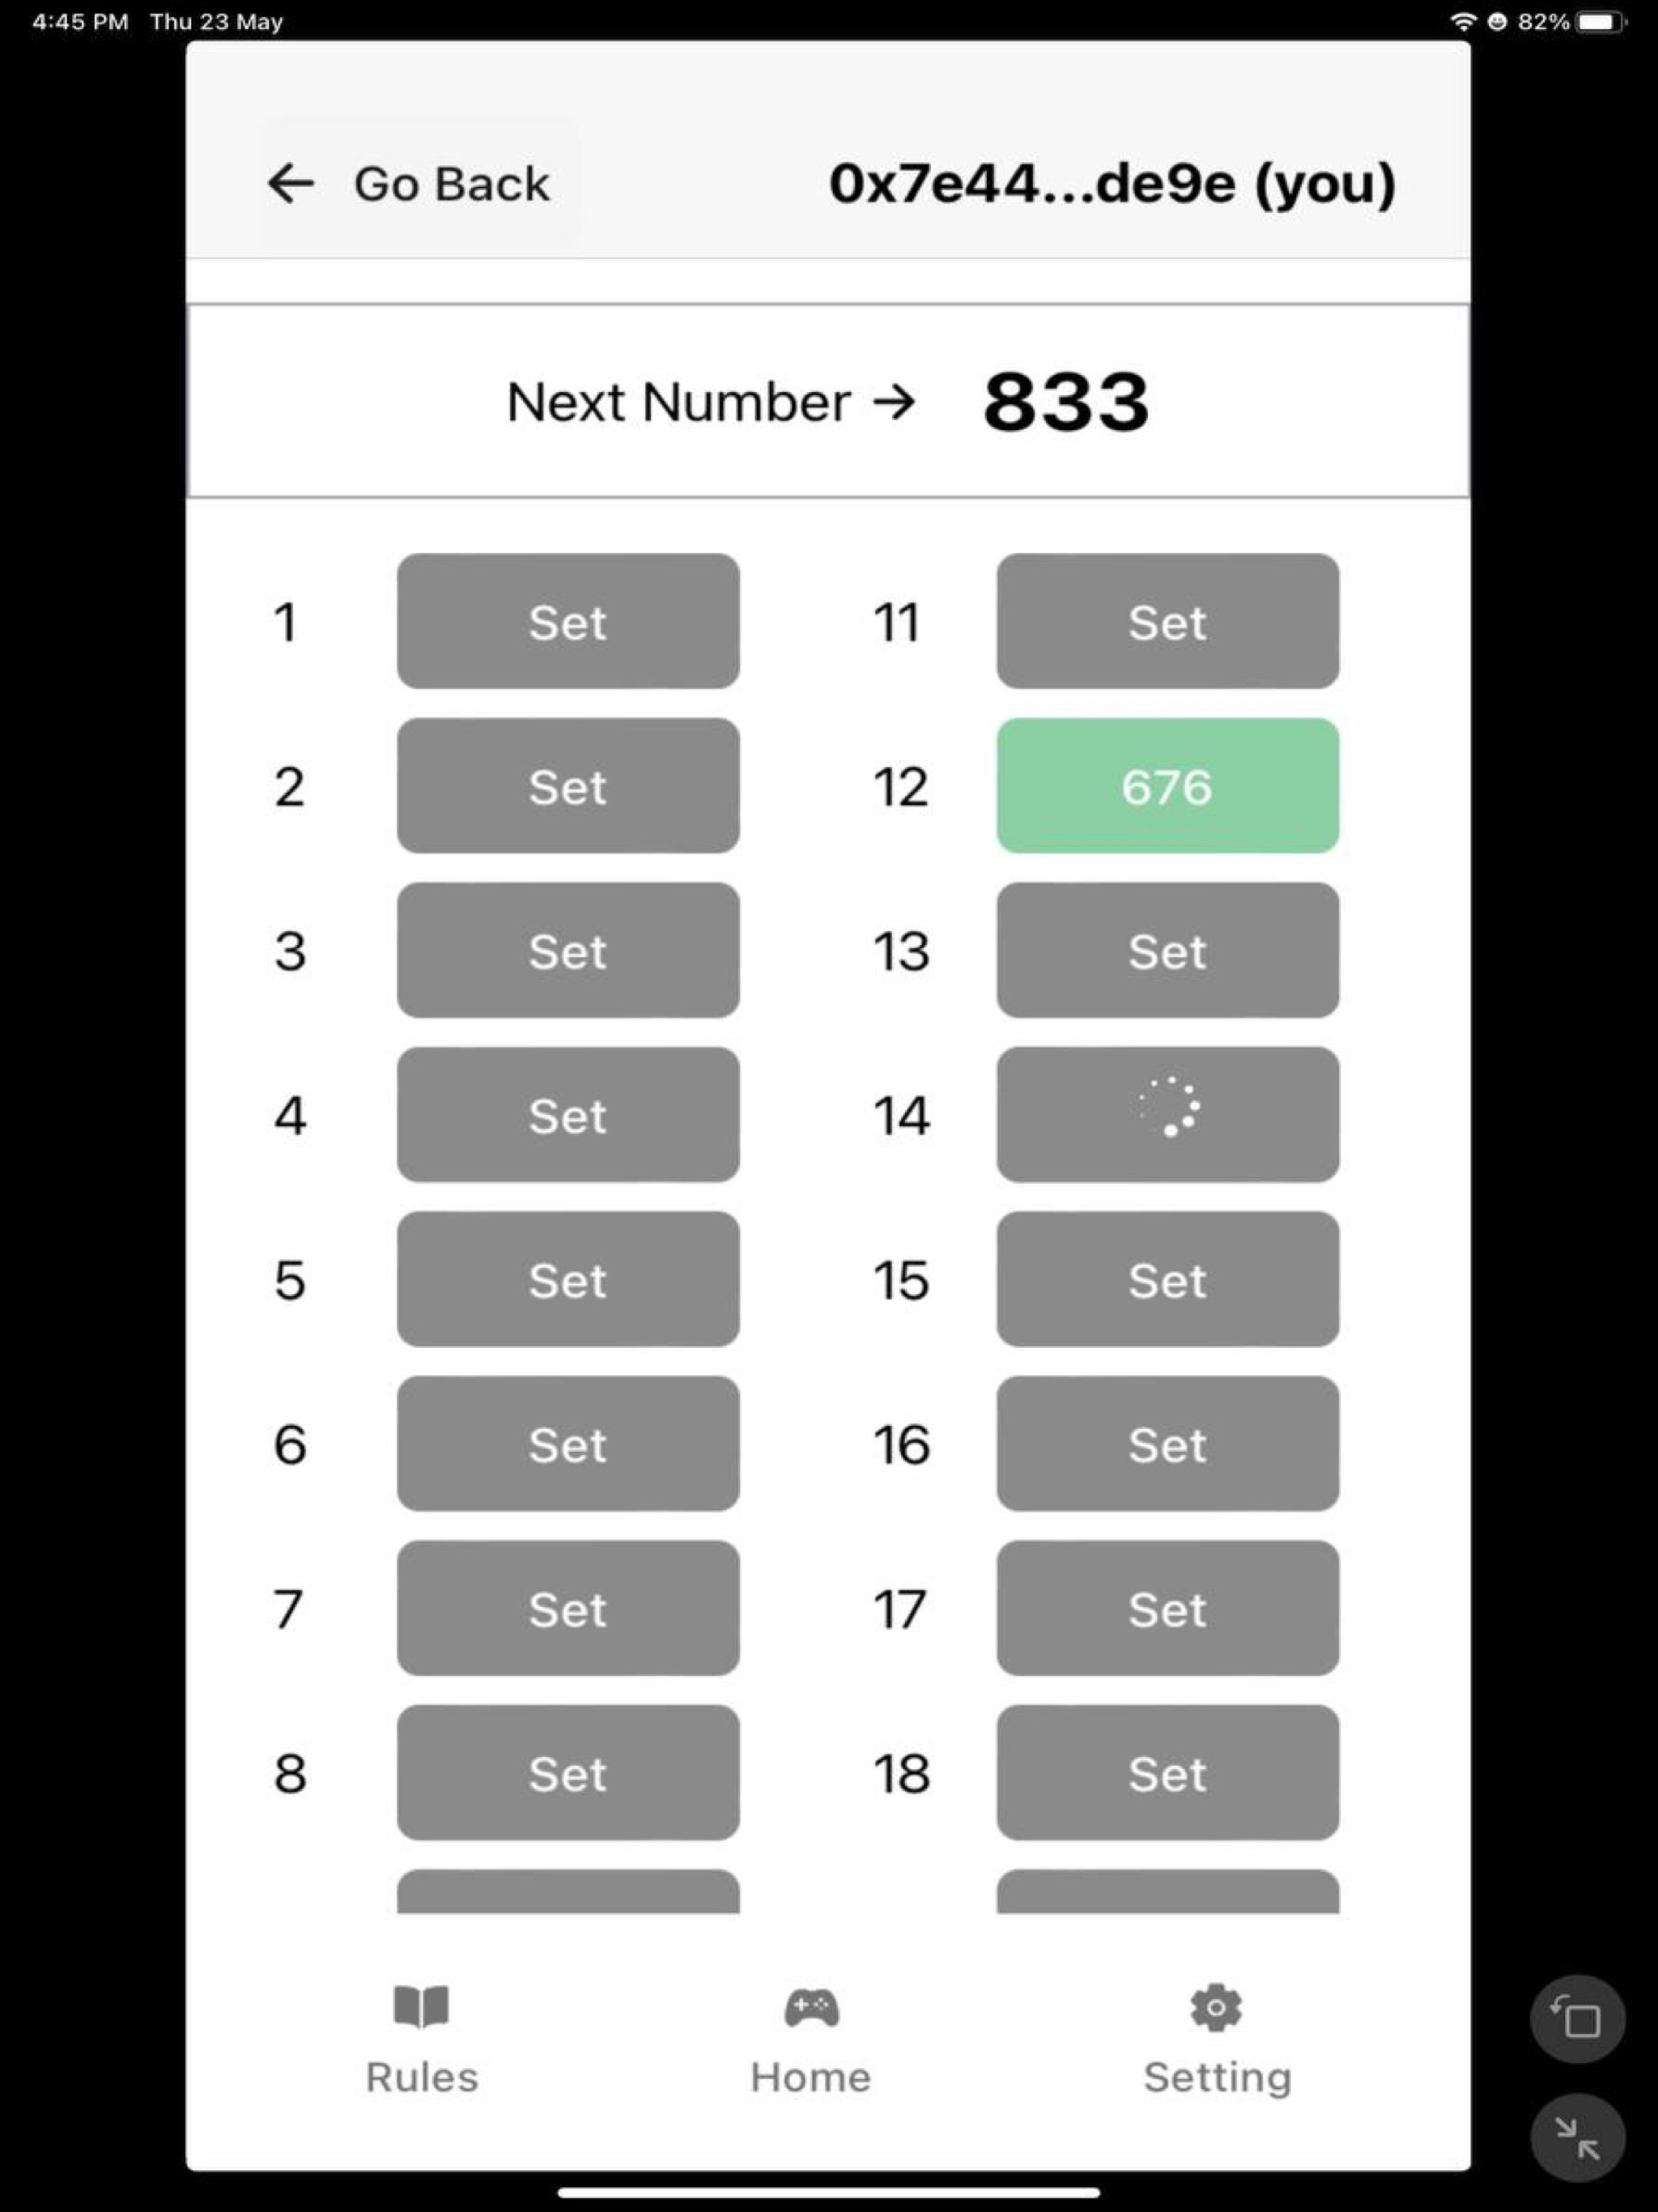 4:45 PM Thu 23 May
82%
← Go Back
0x7e44...de9e (you)
Next Number → 833
1 Set 11 Set
2 Set 12 676
3 Set 13 Set
4 Set 14
5 Set 15 Set
6 Set 16 Set
7 Set 17 Set
8 Set 18 Set
Rules Home Setting